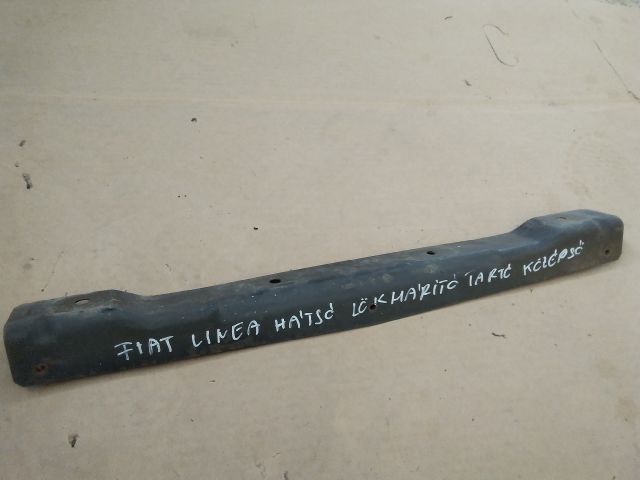 FIAT LINEA HÁTSÓ LÖKHÁRÍTÓ TARTÓ KÖZÉPSŐ